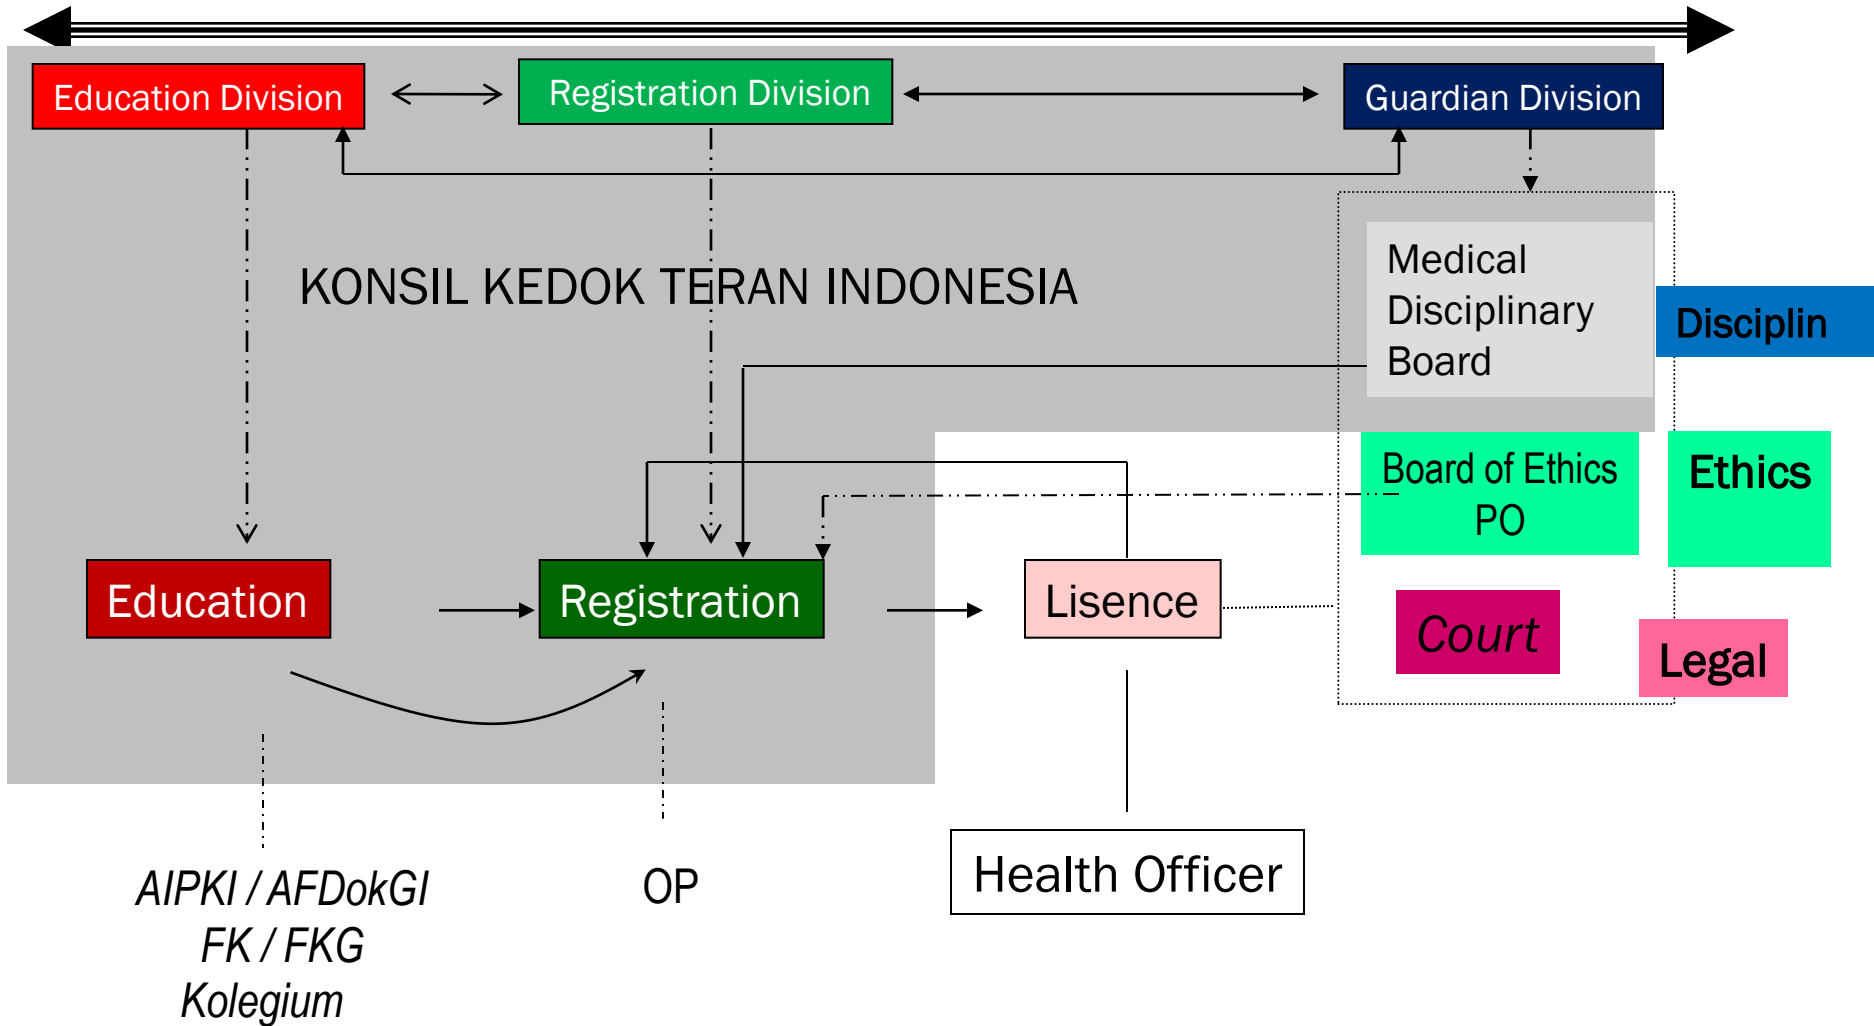 Education Division
Registration Division
Guardian Division
KONSIL KEDOK TERAN INDONESIA
Medical
Disciplinary
Board
Disciplin
Board of Ethics
PO
Ethics
Education
Registration
Lisence
Court
Legal
AIPKI / AFDokGI
FK / FKG
Kolegium
OP
Health Officer